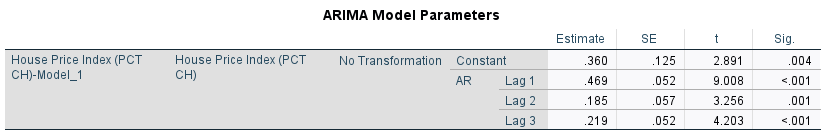 ARIMA Model Parameters
Estimate SE t Sig.
House Price Index (PCT CH)-Model_1 House Price Index (PCT CH) No Transformation Constant .360 .125 2.891 .004
AR Lag 1 .469 .052 9.008 <.001
Lag 2 .185 .057 3.256 .001
Lag 3 .219 .052 4.203 <.001